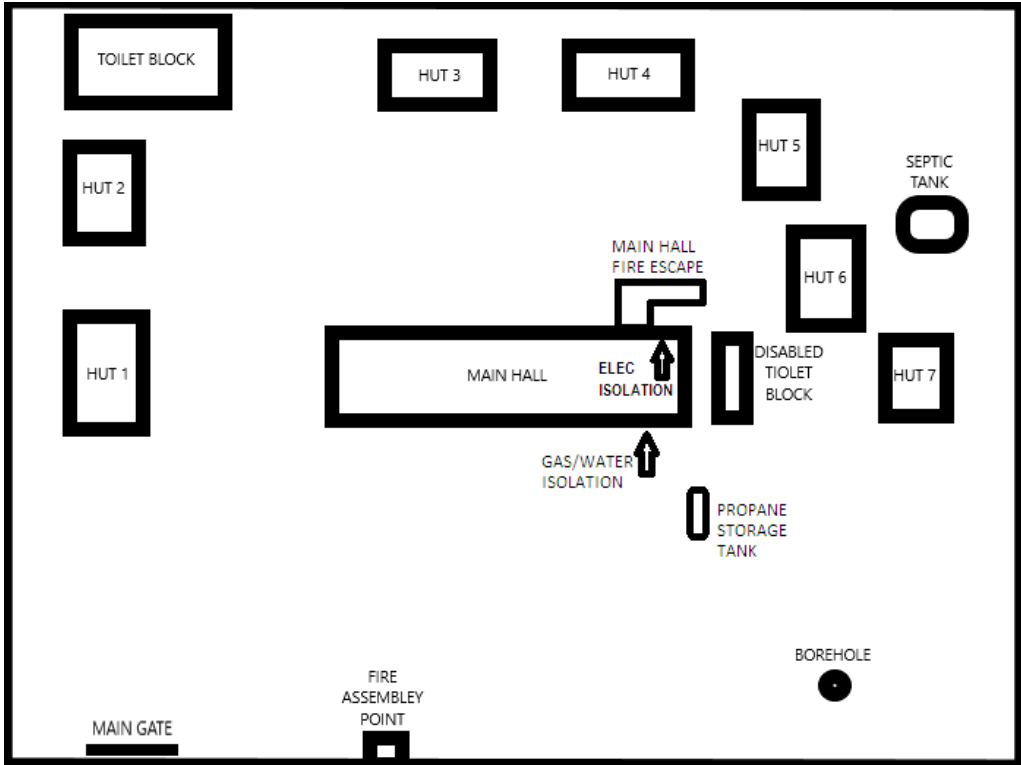 TOILET BLOCK
HUT 3
HUT 4
HUT 5
SEPTIC
TANK
HUT 2
MAIN HALL
FIRE ESCAPE
HUT 6
HUT 1
MAIN HALL
ELEC
ISOLATION
DISABLED
TIOLET
BLOCK
HUT 7
GAS/WATER
ISOLATION
PROPANE
STORAGE
TANK
BOREHOLE
FIRE
ASSEMBLEY
POINT
MAIN GATE